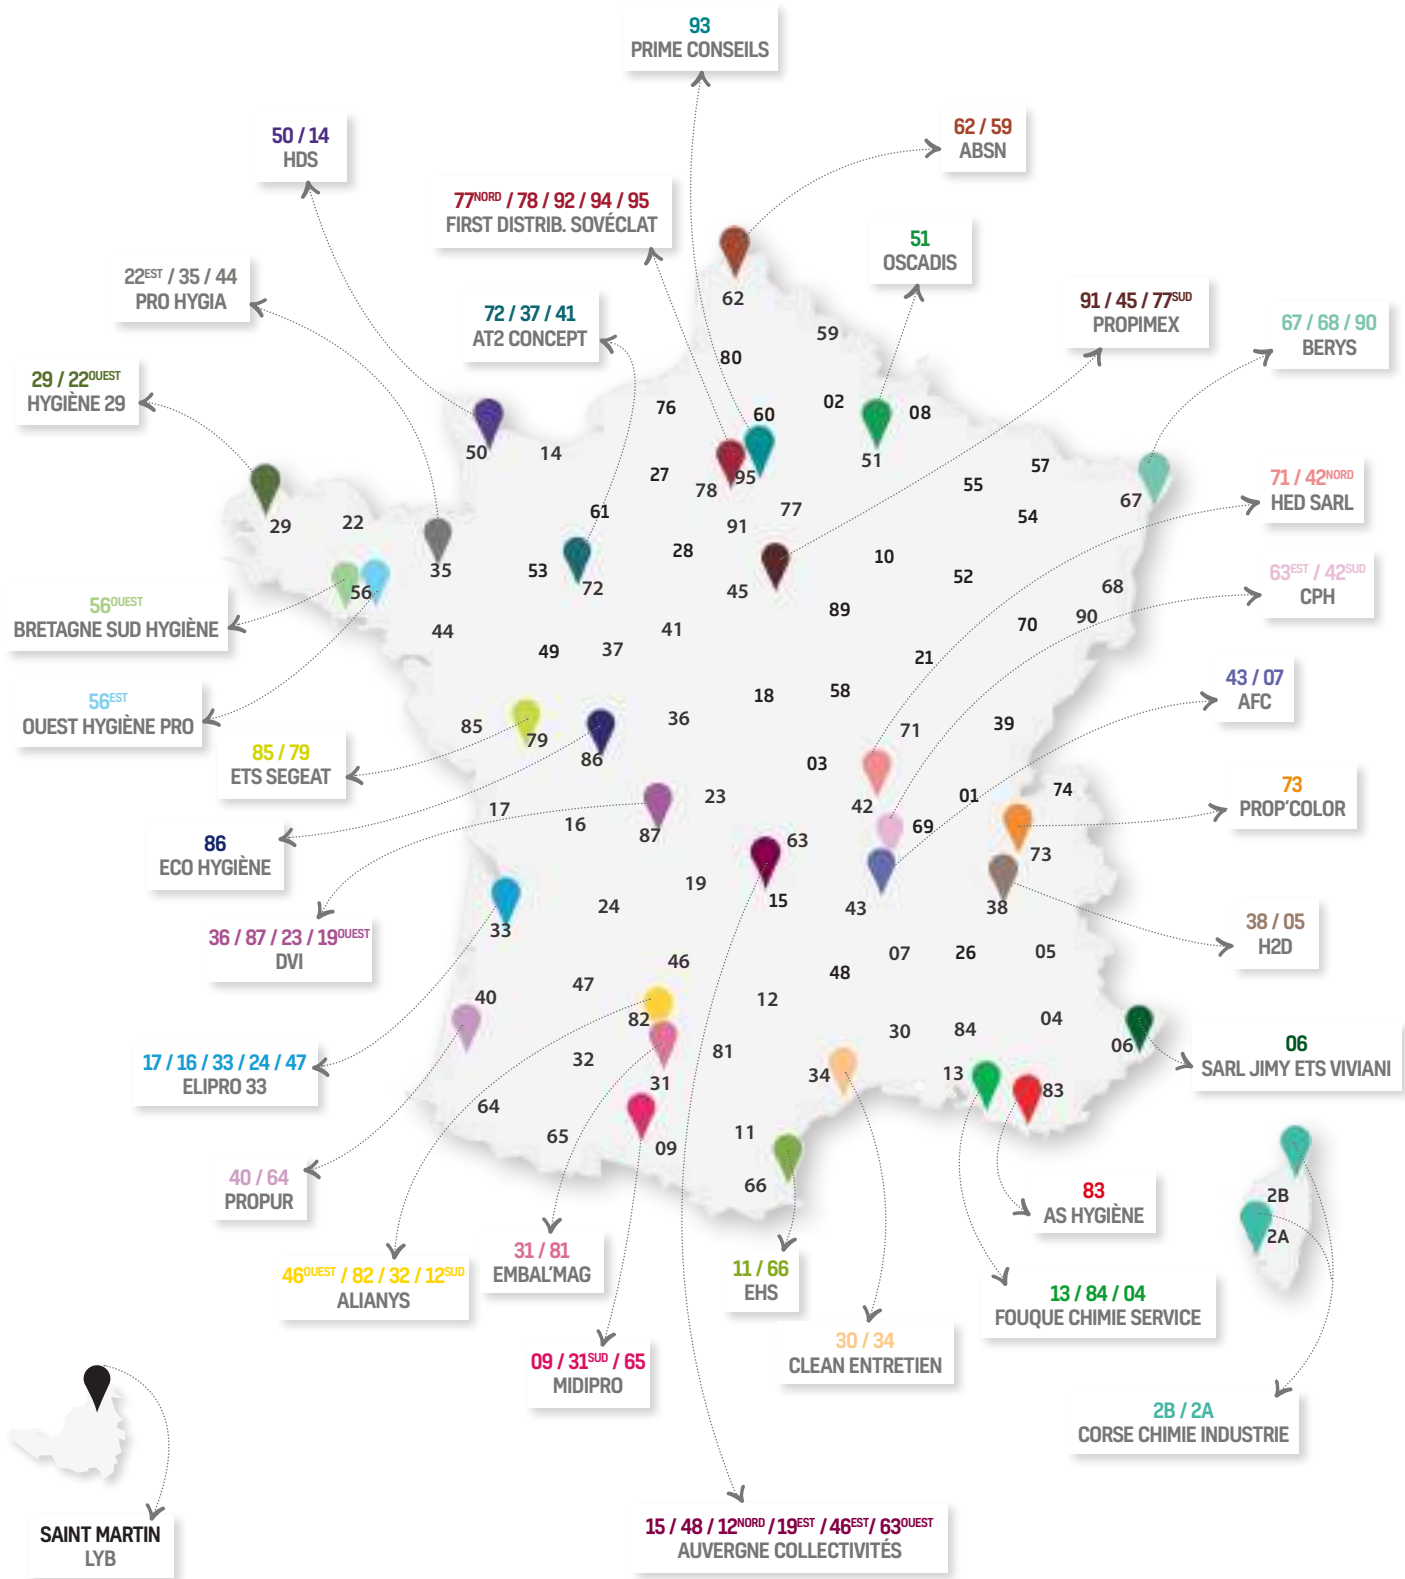 93
PRIME CONSEILS
50 / 14
HDS
62 / 59
ABSN
77NORD / 78 / 92 / 94 / 95
FIRST DISTRIB. SOVÉCLAT
51
OSCADIS
22EST / 35 / 44
PRO HYGIA
72 / 37 / 41
AT2 CONCEPT
91 / 45 / 77SUD
PROPIMEX
67 / 68 / 90
BERYS
29 / 22OUEST
HYGIÈNE 29
71 / 42NORD
HED SARL
63EST / 42SUD
CPH
56OUEST
BRETAGNE SUD HYGIÈNE
56EST
OUEST HYGIÈNE PRO
43 / 07
AFC
85 / 79
ETS SEGEAT
73
PROP'COLOR
86
ECO HYGIÈNE
36 / 87 / 23 / 19OUEST
DVI
38 / 05
H2D
17 / 16 / 33 / 24 / 47
ELIPRO 33
06
SARL JIMY ETS VIVIANI
40 / 64
PROPUR
83
AS HYGIÈNE
46OUEST / 82 / 32 / 12SUD
ALIANYS
31 / 81
EMBAL'MAG
11 / 66
EHS
13 / 84 / 04
FOUQUE CHIMIE SERVICE
09 / 31SUD / 65
MIDIPRO
30 / 34
CLEAN ENTRETIEN
2B / 2A
CORSE CHIMIE INDUSTRIE
SAINT MARTIN
LYB
15 / 48 / 12NORD / 19EST / 46EST / 63OUEST
AUVERGNE COLLECTIVITÉS
62
59
80
76
60
02
08
50
14
51
27
78
95
77
55
57
67
29
22
61
91
54
35
53
72
28
45
10
52
68
56
89
70
90
44
49
37
41
21
18
58
85
79
86
36
71
39
03
42
01
74
17
16
87
23
63
69
73
19
15
43
38
24
33
46
48
07
26
05
40
47
82
12
30
84
04
06
32
31
81
34
13
83
64
65
09
11
66
2B
2A